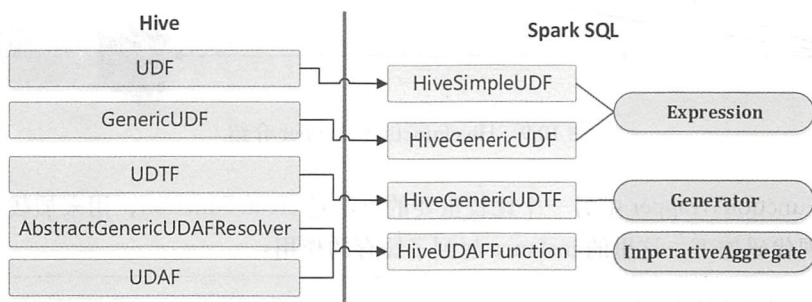 Hive
Spark SQL
UDF
HiveSimpleUDF
GenericUDF
HiveGenericUDF
Expression
UDTF
HiveGenericUDTF
Generator
AbstractGenericUDAFResolver
HiveUDAFFunction
ImperativeAggregate
UDAF